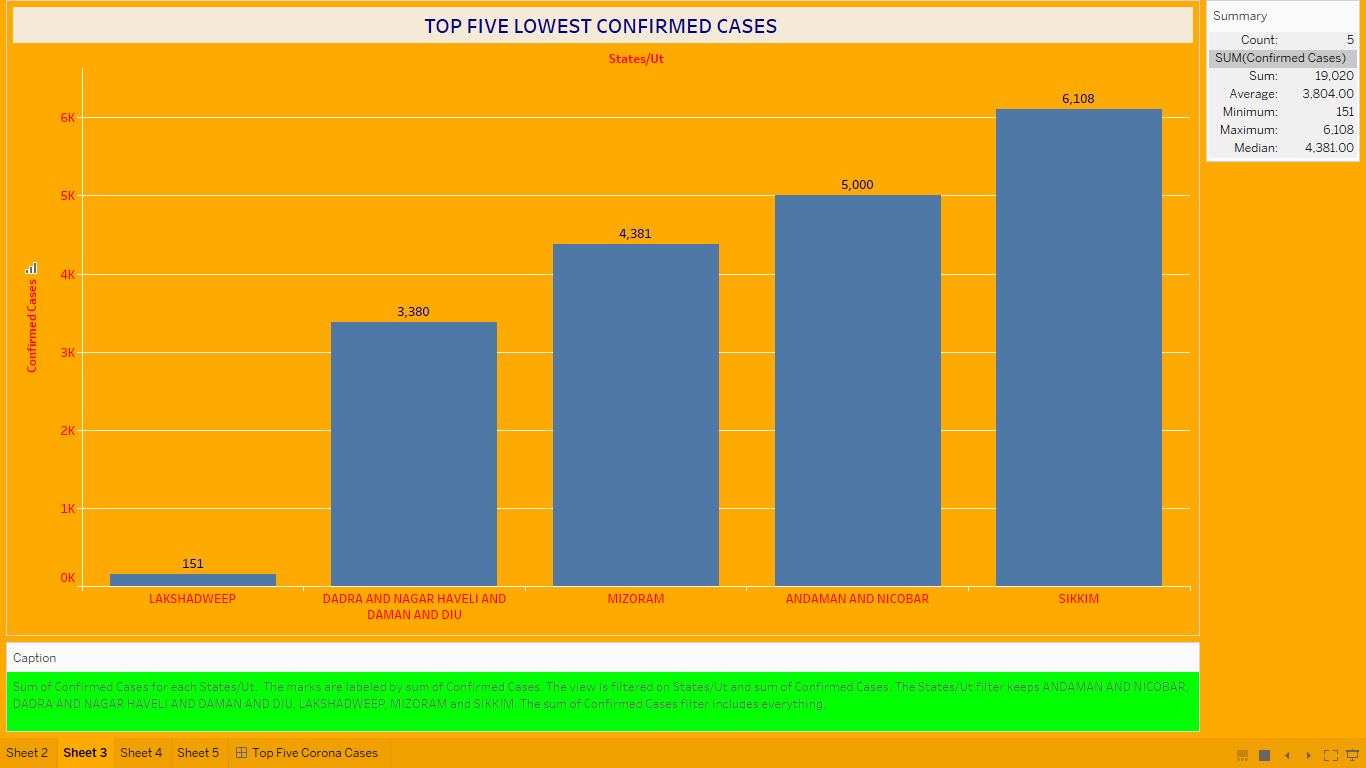 TOP FIVE LOWEST CONFIRMED CASES
States/Ut
Confirmed Cases
6K
5K
4K
3K
2K
1K
0K
151
3,380
4,381
5,000
6,108
LAKSHADWEEP
DADRA AND NAGAR HAVELI AND
DAMAN AND DIU
MIZORAM
ANDAMAN AND NICOBAR
SIKKIM
Summary
Count: 5
SUM(Confirmed Cases)
Sum: 19,020
Average: 3,804.00
Minimum: 151
Maximum: 6,108
Median: 4,381.00
Caption
Sum of Confirmed Cases for each States/Ut. The marks are labeled by sum of Confirmed Cases. The view is filtered on States/Ut and sum of Confirmed Cases. The States/Ut filter keeps ANDAMAN AND NICOBAR,
DADRA AND NAGAR HAVELI AND DAMAN AND DIU, LAKSHADWEEP, MIZORAM and SIKKIM. The sum of Confirmed Cases filter includes everything.
Sheet 2 Sheet 3 Sheet 4 Sheet 5 Top Five Corona Cases